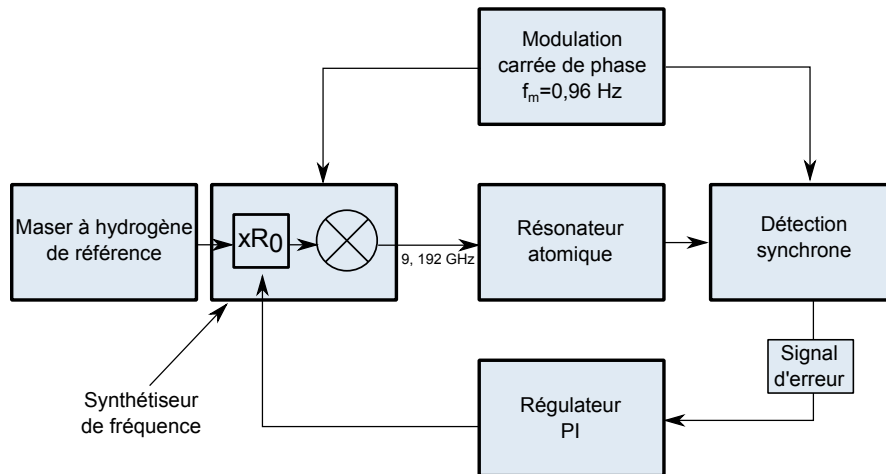 Modulation
carrée de phase
fm=0,96 Hz
Maser à hydrogène
de référence
xR0
9, 192 GHz
Résonateur
atomique
Détection
synchrone
Signal
d'erreur
Synthétiseur
de fréquence
Régulateur
PI